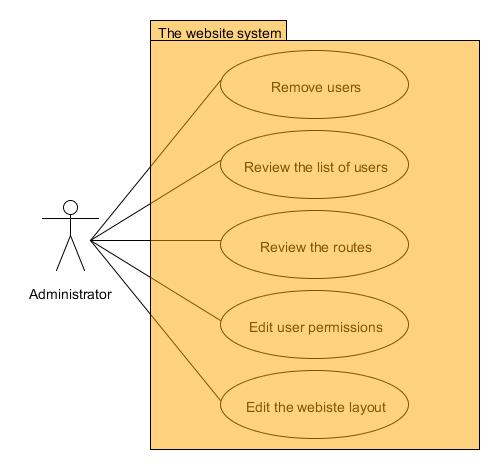 The website system
Remove users
Review the list of users
Review the routes
Administrator
Edit user permissions
Edit the webiste layout